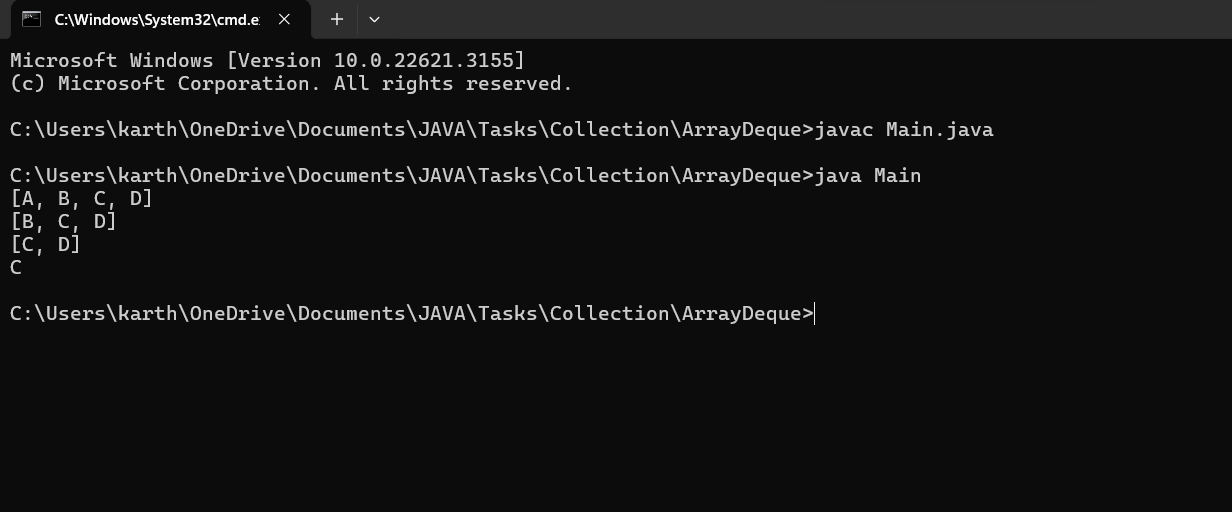 C:\Windows\System32\cmd.e
Microsoft Windows [Version 10.0.22621.3155]
(c) Microsoft Corporation. All rights reserved.
C:\Users\karth\OneDrive\Documents\JAVA\Tasks\Collection\ArrayDeque>javac Main.java
C:\Users\karth\OneDrive\Documents\JAVA\Tasks\Collection\ArrayDeque>java Main
[A, B, C, D]
[B, C, D]
[C, D]
C
C:\Users\karth\OneDrive\Documents\JAVA\Tasks\Collection\ArrayDeque>